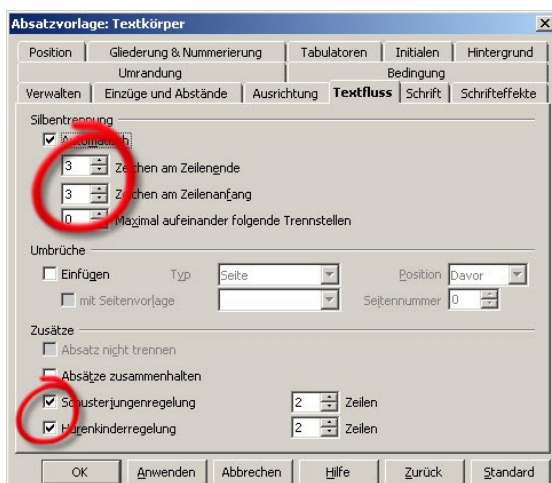 Absatzvorlage: Textkörper
Position Gliederung & Nummerierung Tabulatoren Initialen Hintergrund
Umrandung Bedingung
Verwalten Einzüge und Abstände Ausrichtung Textfluss Schrift Schrifteffekte
Silbentrennung
Automatisch
3 Zeichen am Zeilenende
3 Zeichen am Zeilenanfang
0 Maximal aufeinander folgende Trennstellen
Umbrüche
Einfügen Typ Seite Position Davor
mit Seitenvorlage Seitennummer 0
Zusätze
Absatz nicht trennen
Absätze zusammenhalten
Schusterjungenregelung 2 Zeilen
Hurenkinderregelung 2 Zeilen
OK Anwenden Abbrechen Hilfe Zurück Standard